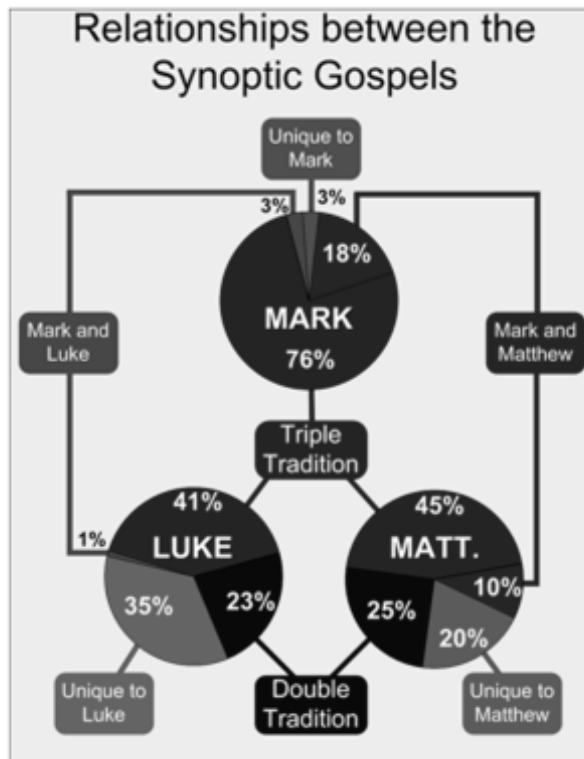 Relationships between the
Synoptic Gospels
Unique to
Mark
3%
3%
18%
MARK
76%
Mark and
Luke
Mark and
Matthew
Triple
Tradition
41%
45%
LUKE
MATT.
1%
10%
35%
23%
25%
20%
Unique to
Luke
Double
Tradition
Unique to
Matthew